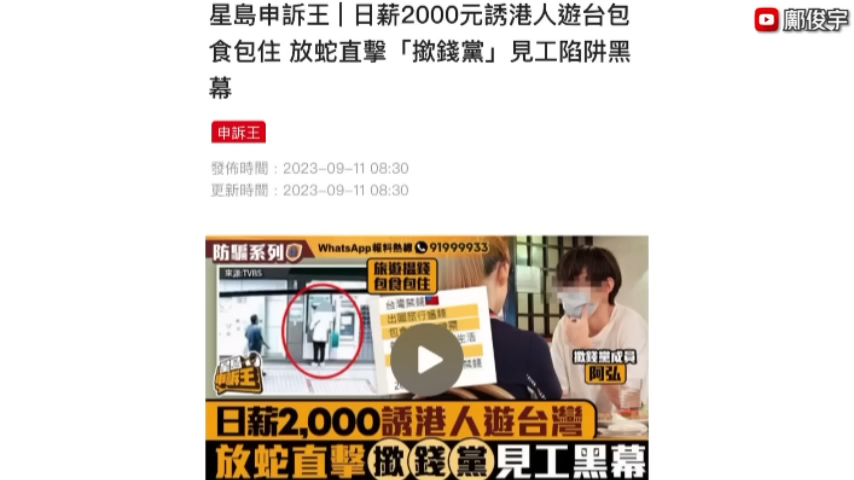 鄺俊宇
星島申訴王 | 日薪2000元誘港人遊台包
食包住 放蛇直擊「撳錢黨」見工陷阱黑
幕
申訴王
發佈時間：2023-09-11 08:30
更新時間：2023-09-11 08:30
防騙系列
WhatsApp報料熱線 91999933
來源:TVBS
旅遊搵錢
包食包住
台灣禁錢
出國旅行賺錢
星島
申訴王
撳錢黨成員
阿弘
日薪2,000誘港人遊台灣
放蛇直擊撳錢黨見工黑幕